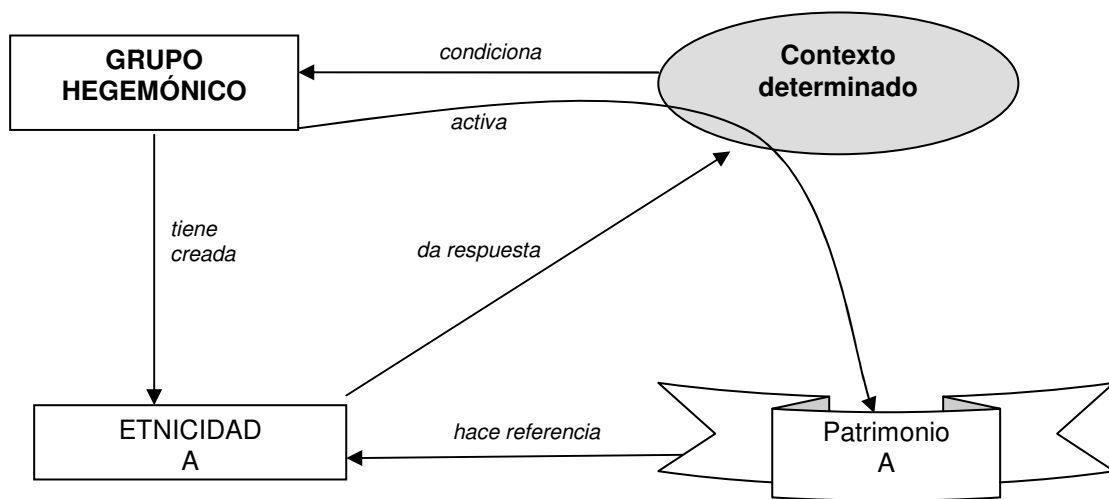 GRUPO
HEGEMÓNICO
condiciona
Contexto
determinado
activa
tiene
creada
da respuesta
ETNICIDAD
A
hace referencia
Patrimonio
A